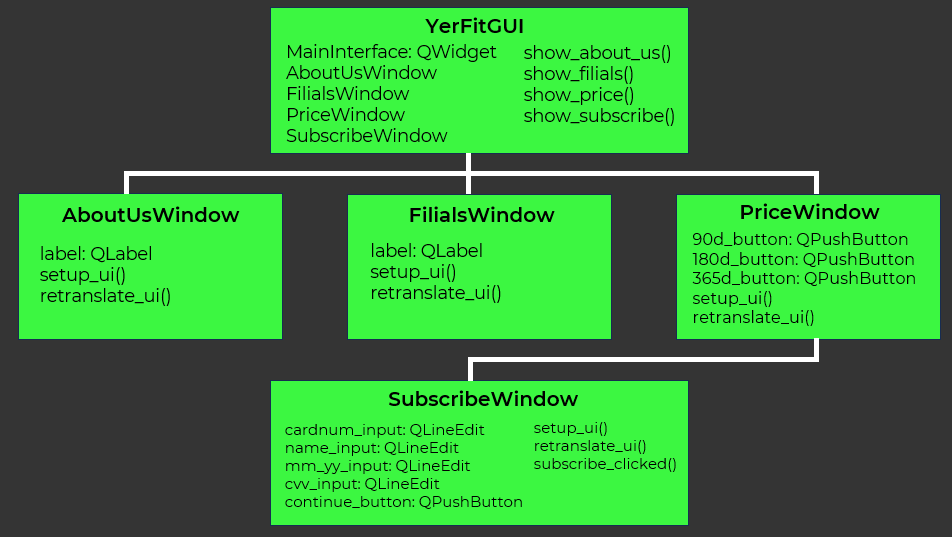 YerFitGUI
MainInterface: QWidget
AboutUsWindow
FilialsWindow
PriceWindow
SubscribeWindow
show_about_us()
show_filials()
show_price()
show_subscribe()
AboutUsWindow
label: QLabel
setup_ui()
retranslate_ui()
FilialsWindow
label: QLabel
setup_ui()
retranslate_ui()
PriceWindow
90d_button: QPushButton
180d_button: QPushButton
365d_button: QPushButton
setup_ui()
retranslate_ui()
SubscribeWindow
cardnum_input: QLineEdit
name_input: QLineEdit
mm_yy_input: QLineEdit
cvv_input: QLineEdit
continue_button: QPushButton
setup_ui()
retranslate_ui()
subscribe_clicked()